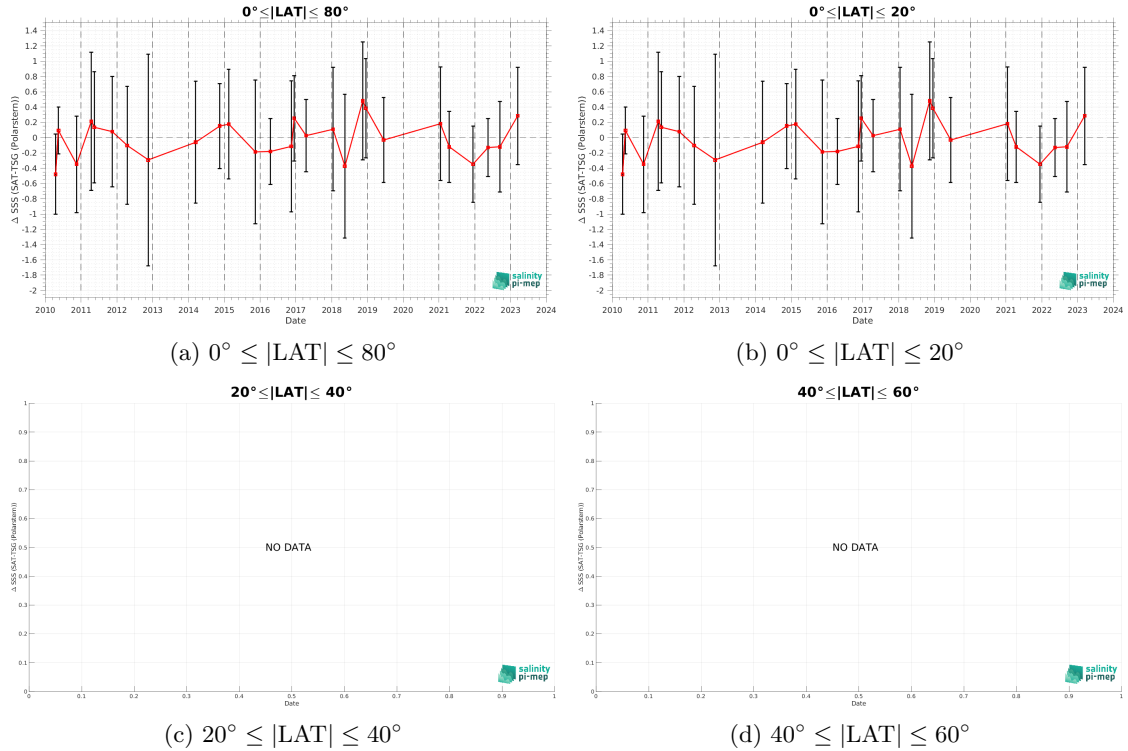 0°≤|LAT|≤ 80°
Δ SSS (SAT-TSG (Polarstern))
1.4
1.2
1
0.8
0.6
0.4
0.2
0
-0.2
-0.4
-0.6
-0.8
-1
-1.2
-1.4
-1.6
-1.8
-2
2010 2011 2012 2013 2014 2015 2016 2017 2018 2019 2020 2021 2022 2023 2024
Date
salinity
pi-mep
(a) 0° ≤ |LAT| ≤ 80°
0°≤|LAT|≤ 20°
Δ SSS (SAT-TSG (Polarstern))
1.4
1.2
1
0.8
0.6
0.4
0.2
0
-0.2
-0.4
-0.6
-0.8
-1
-1.2
-1.4
-1.6
-1.8
-2
2010 2011 2012 2013 2014 2015 2016 2017 2018 2019 2020 2021 2022 2023 2024
Date
salinity
pi-mep
(b) 0° ≤ |LAT| ≤ 20°
20°≤|LAT|≤ 40°
Δ SSS (SAT-TSG (Polarstern))
1
0.9
0.8
0.7
0.6
0.5
0.4
0.3
0.2
0.1
0
NO DATA
0 0.1 0.2 0.3 0.4 0.5 0.6 0.7 0.8 0.9 1
Date
salinity
pi-mep
(c) 20° ≤ |LAT| ≤ 40°
40°≤|LAT|≤ 60°
Δ SSS (SAT-TSG (Polarstern))
1
0.9
0.8
0.7
0.6
0.5
0.4
0.3
0.2
0.1
0
NO DATA
0 0.1 0.2 0.3 0.4 0.5 0.6 0.7 0.8 0.9 1
Date
salinity
pi-mep
(d) 40° ≤ |LAT| ≤ 60°